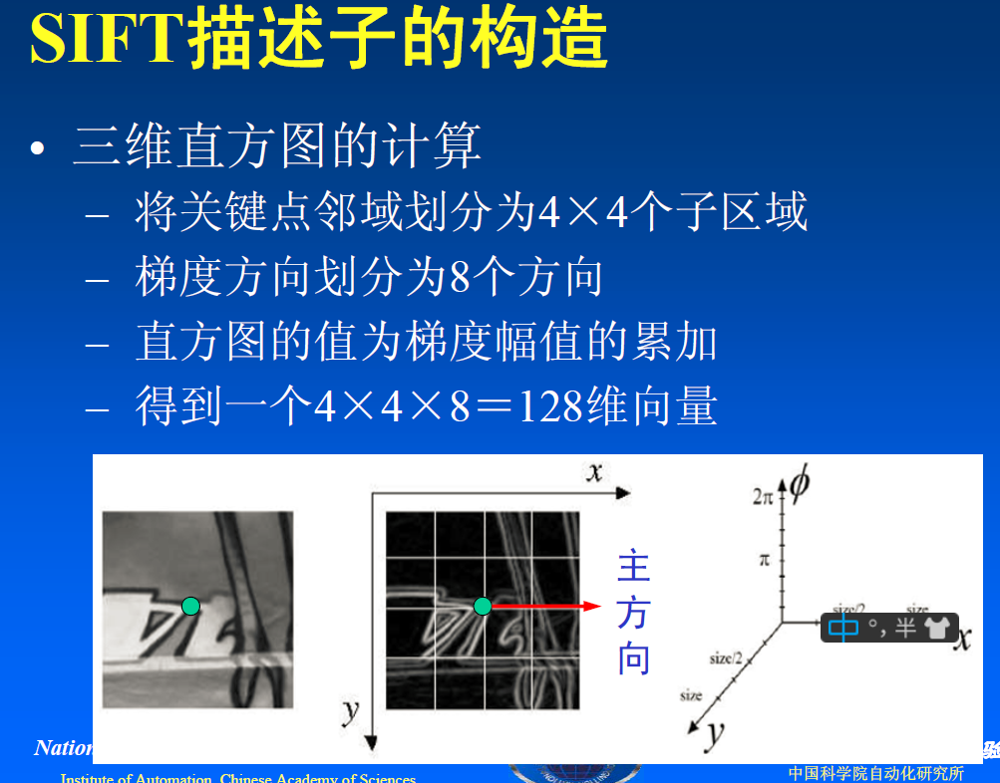 SIFT描述子的构造
• 三维直方图的计算
– 将关键点邻域划分为4×4个子区域
– 梯度方向划分为8个方向
– 直方图的值为梯度幅值的累加
– 得到一个4×4×8＝128维向量
x
y
主方向
2π
ϕ
π
size/2
size
x
中 °, 半
size/2
size
y
Nation
验
Institute of Automation, Chinese Academy of Sciences
中国科学院自动化研究所